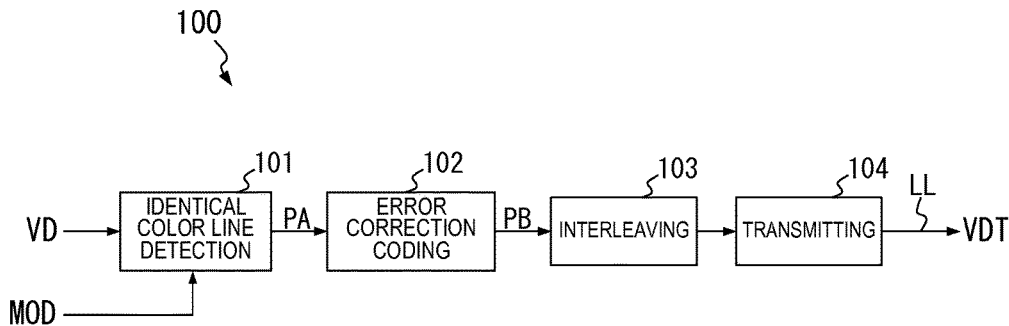 100
101
102
103
104
IDENTICAL
COLOR LINE
DETECTION
ERROR
CORRECTION
CODING
INTERLEAVING
TRANSMITTING
VD
PA
PB
LL
VDT
MOD